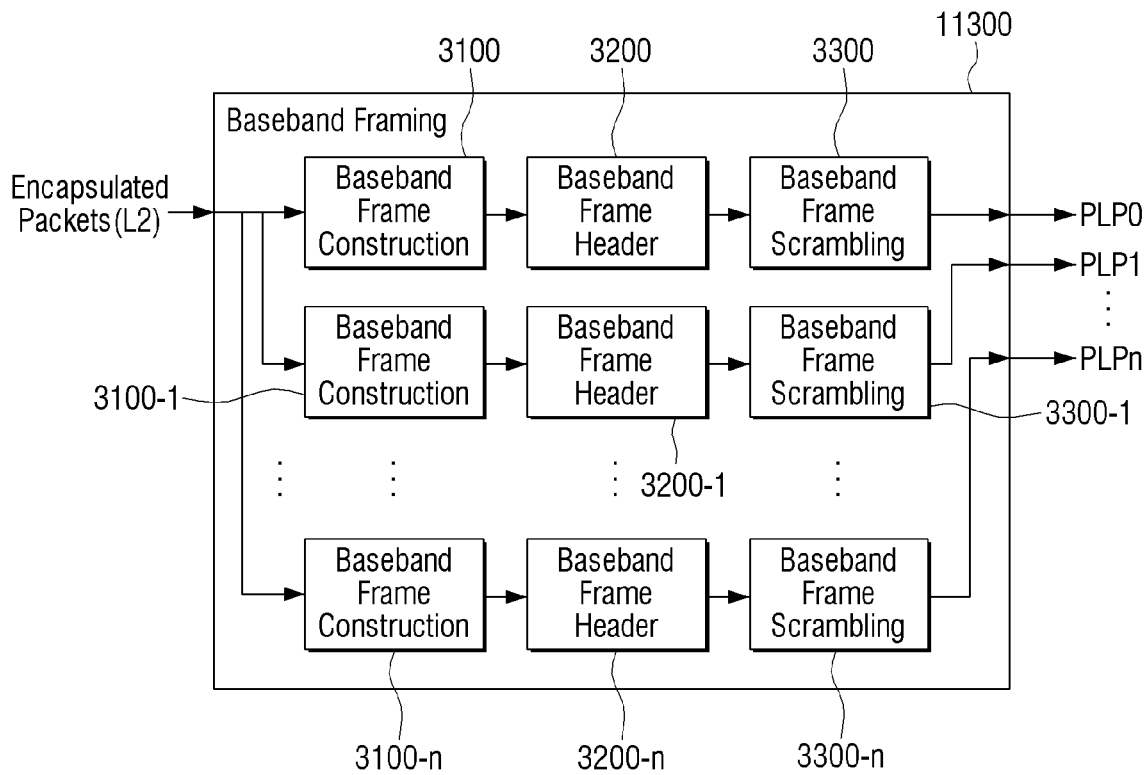 11300
3100
3200
3300
Baseband Framing
Encapsulated
Packets(L2)
Baseband
Frame
Construction
Baseband
Frame
Header
Baseband
Frame
Scrambling
PLP0
PLP1
PLPn
Baseband
Frame
Construction
Baseband
Frame
Header
Baseband
Frame
Scrambling
3100-1
3200-1
3300-1
Baseband
Frame
Construction
Baseband
Frame
Header
Baseband
Frame
Scrambling
3100-n
3200-n
3300-n